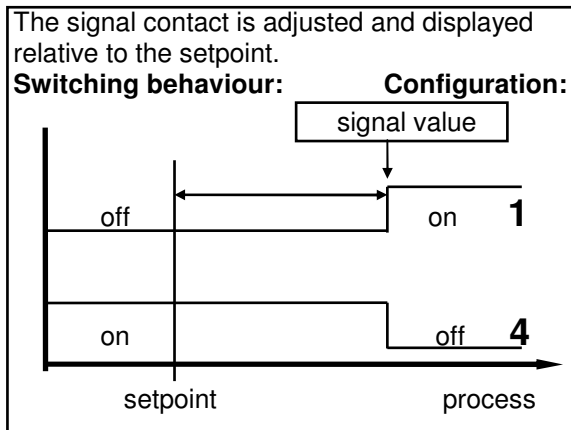 The signal contact is adjusted and displayed
relative to the setpoint.
Switching behaviour: Configuration:
signal value
off on 1
on off 4
setpoint process